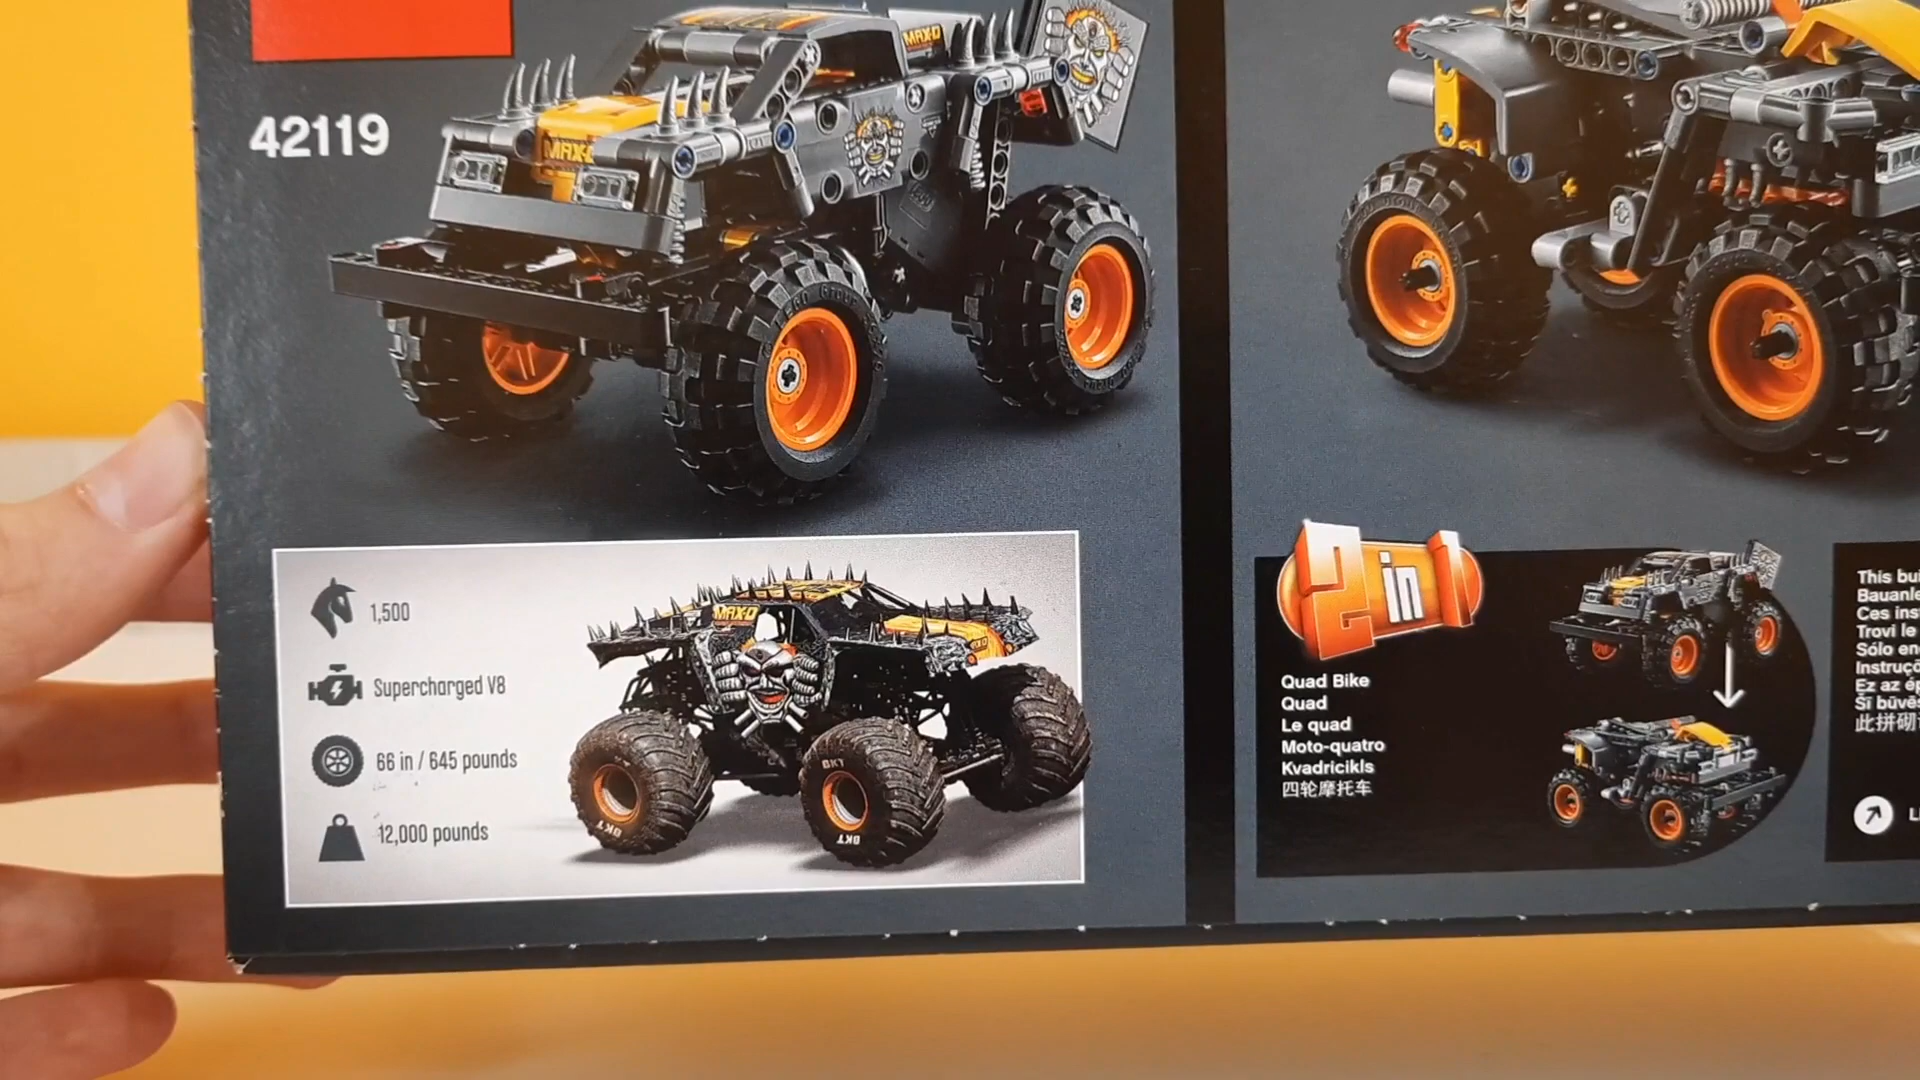 42119
MAX-D
MAX-D
1,500
Supercharged V8
66 in / 645 pounds
12,000 pounds
MAX-D
BKT
BKT
BKT
2 in 1
Quad Bike
Quad
Le quad
Moto-quatro
Kvadricikls
四轮摩托车
This
Bauanle
Ces ins
Trovi le
Sólo en
Instruçõ
Ez az ép
Šī būvēš
此拼砌